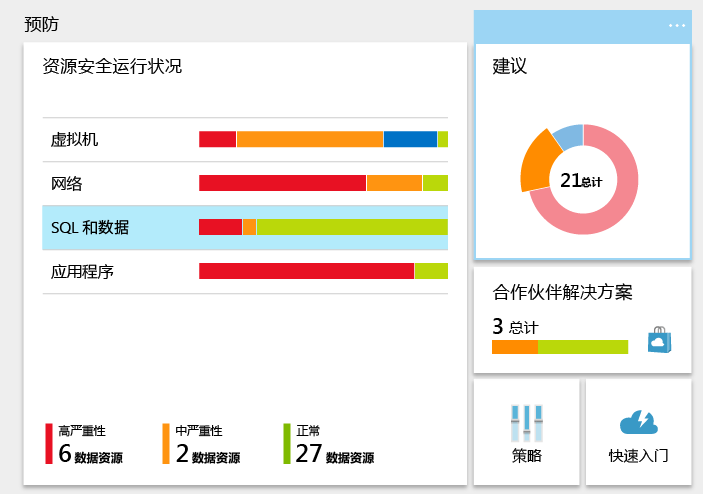 预防
资源安全运行状况
虚拟机
网络
SQL 和数据
应用程序
高严重性
6 数据资源
中严重性
2 数据资源
正常
27 数据资源
...
建议
21总计
合作伙伴解决方案
3 总计
策略
快速入门